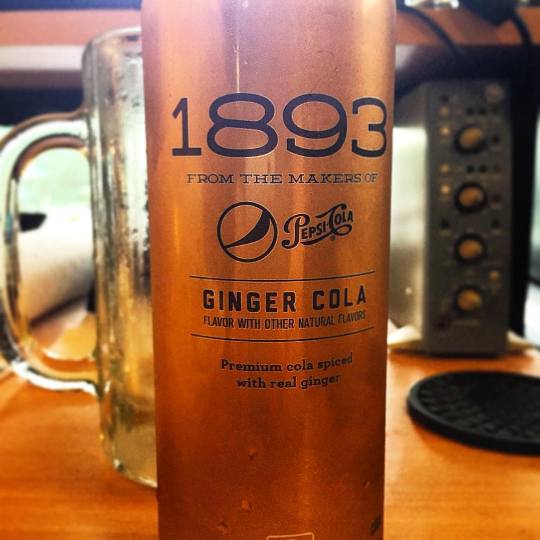 1893
FROM THE MAKERS OF
PEPSI-COLA
GINGER COLA
FLAVOR WITH OTHER NATURAL FLAVORS
Premium cola spiced
with real ginger